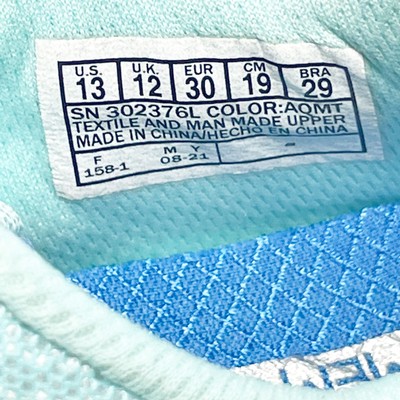 U.S. U.K. EUR CM BRA
13 12 30 19 29
SN 302376L COLOR:AQMT
TEXTILE AND MAN MADE UPPER
MADE IN CHINA/HECHO EN CHINA
F M Y
158-1 08-21 -